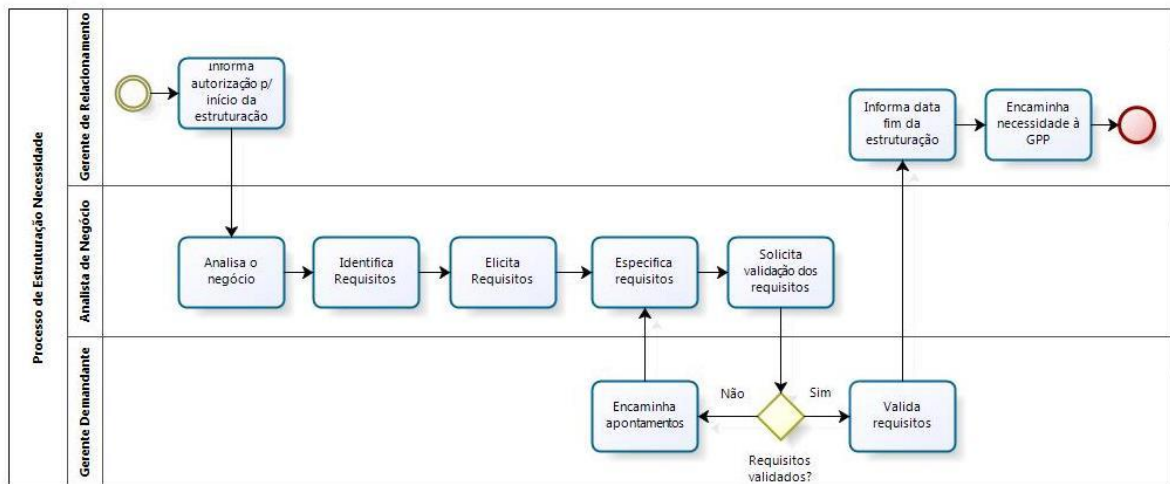 Processo de Estruturação Necessidade
Gerente de Relacionamento
Informa
autorização p/
início da
estruturação
Informa data
fim da
estruturação
Encaminha
necessidade à
GPP
Analista de Negócio
Analisa o
negócio
Identifica
Requisitos
Elicita
Requisitos
Especifica
requisitos
Solicita
validação dos
requisitos
Gerente Demandante
Encaminha
apontamentos
Não
Sim
Valida
requisitos
Requisitos
validados?